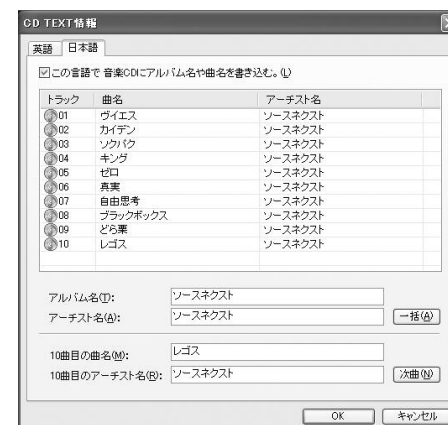 CD TEXT情報
英語 日本語
この言語で 音楽CDにアルバム名や曲名を書き込む。(L)
トラック 曲名 アーチスト名
01 ヴイエス ソースネクスト
02 カイデン ソースネクスト
03 ソクバク ソースネクスト
04 キング ソースネクスト
05 ゼロ ソースネクスト
06 真実 ソースネクスト
07 自由思考 ソースネクスト
08 ブラックボックス ソースネクスト
09 どら栗 ソースネクスト
10 レゴス ソースネクスト
アルバム名(T): ソースネクスト
アーチスト名(A): ソースネクスト 一括(A)
10曲目の曲名(M): レゴス
10曲目のアーチスト名(R): ソースネクスト 次曲(N)
OK キャンセル